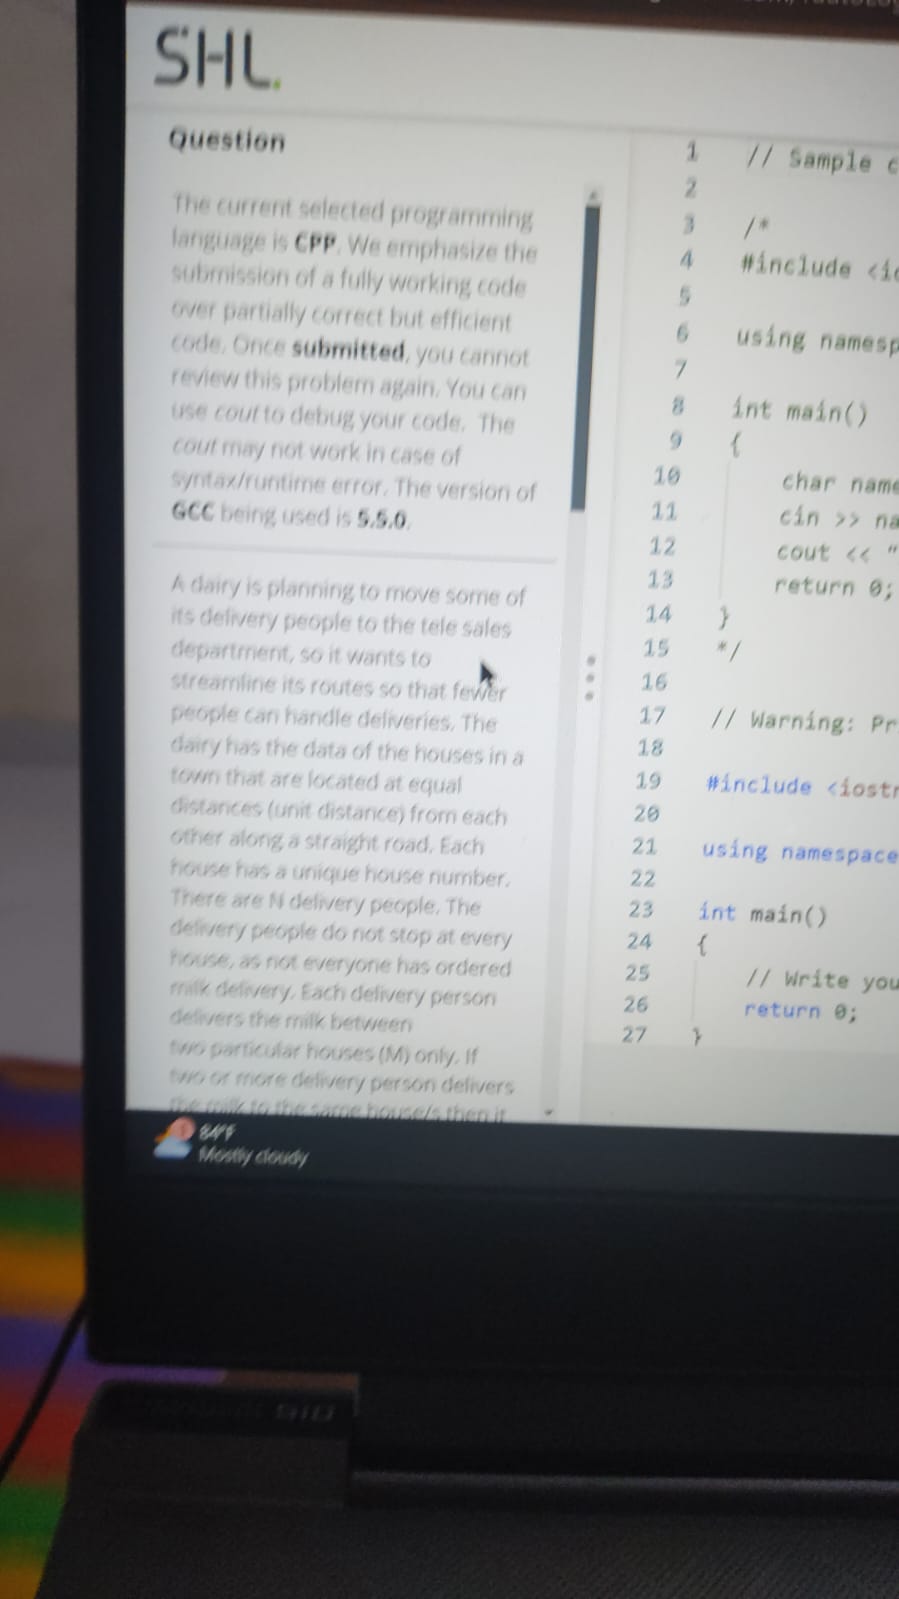 SHL.
Question
The current selected programming
language is CPP. We emphasize the
submission of a fully working code
over partially correct but efficient
code. Once submitted, you cannot
review this problem again. You can
use cout to debug your code. The
cout may not work in case of
syntax/runtime error. The version of
GCC being used is 5.5.0.
A dairy is planning to move some of
its delivery people to the tele sales
department, so it wants to
streamline its routes so that fewer
people can handle deliveries. The
dairy has the data of the houses in a
town that are located at equal
distances (unit distance) from each
other along a straight road. Each
house has a unique house number.
There are N delivery people. The
delivery people do not stop at every
house, as not everyone has ordered
milk delivery. Each delivery person
delivers the milk between
two particular houses (M) only. If
two or more delivery person delivers
the milk to the same house/s then it
1 // Sample c
2
3 /*
4 #include <io
5
6 using namesp
7
8 int main()
9 {
10 char name
11 cin >> na
12 cout << "
13 return 0;
14 }
15 */
16
17 // Warning: Pr
18
19 #include <iostr
20
21 using namespace
22
23 int main()
24 {
25 // Write you
26 return 0;
27 }
84°F
Mostly cloudy